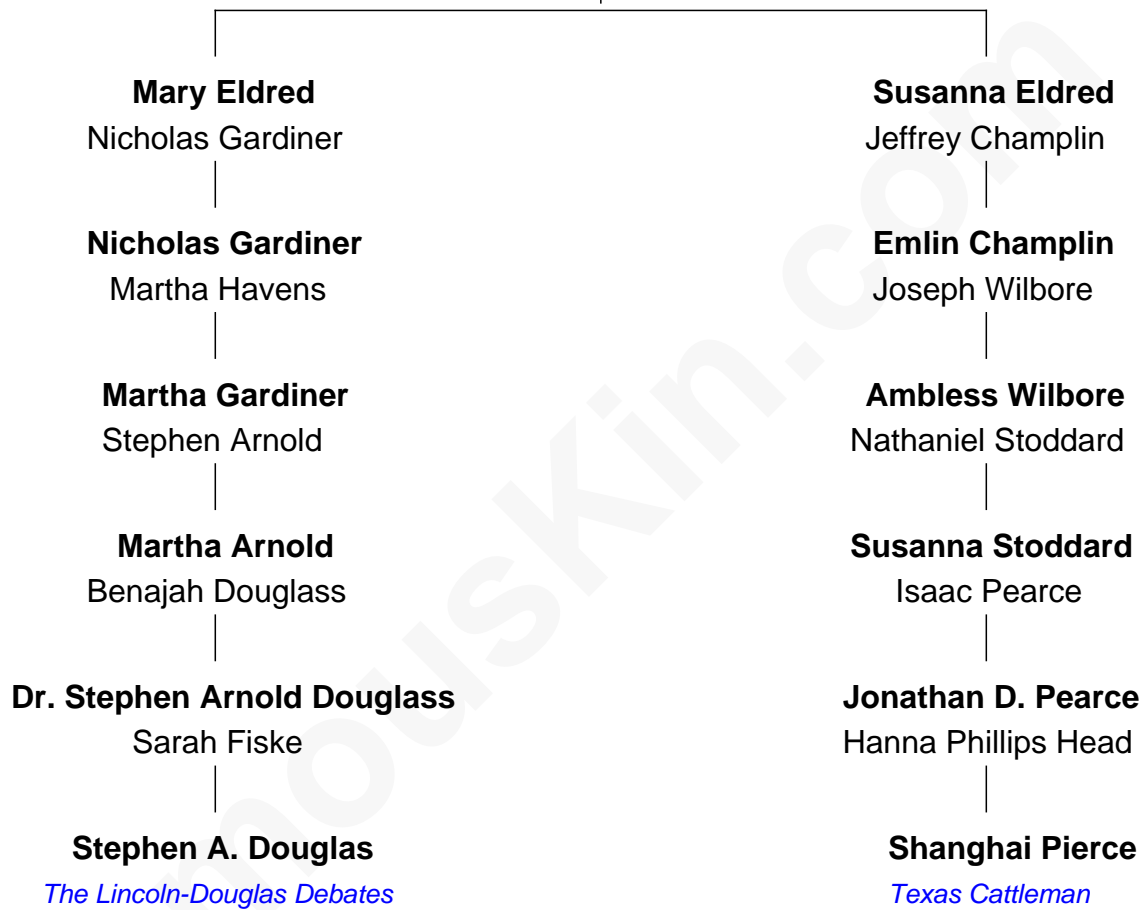 Mary Eldred
Nicholas Gardiner
Nicholas Gardiner
Martha Havens
Martha Gardiner
Stephen Arnold
Martha Arnold
Benajah Douglass
Dr. Stephen Arnold Douglass
Sarah Fiske
Stephen A. Douglas
The Lincoln-Douglas Debates
Susanna Eldred
Jeffrey Champlin
Emlin Champlin
Joseph Wilbore
Ambless Wilbore
Nathaniel Stoddard
Susanna Stoddard
Isaac Pearce
Jonathan D. Pearce
Hanna Phillips Head
Shanghai Pierce
Texas Cattleman
mouskin.com